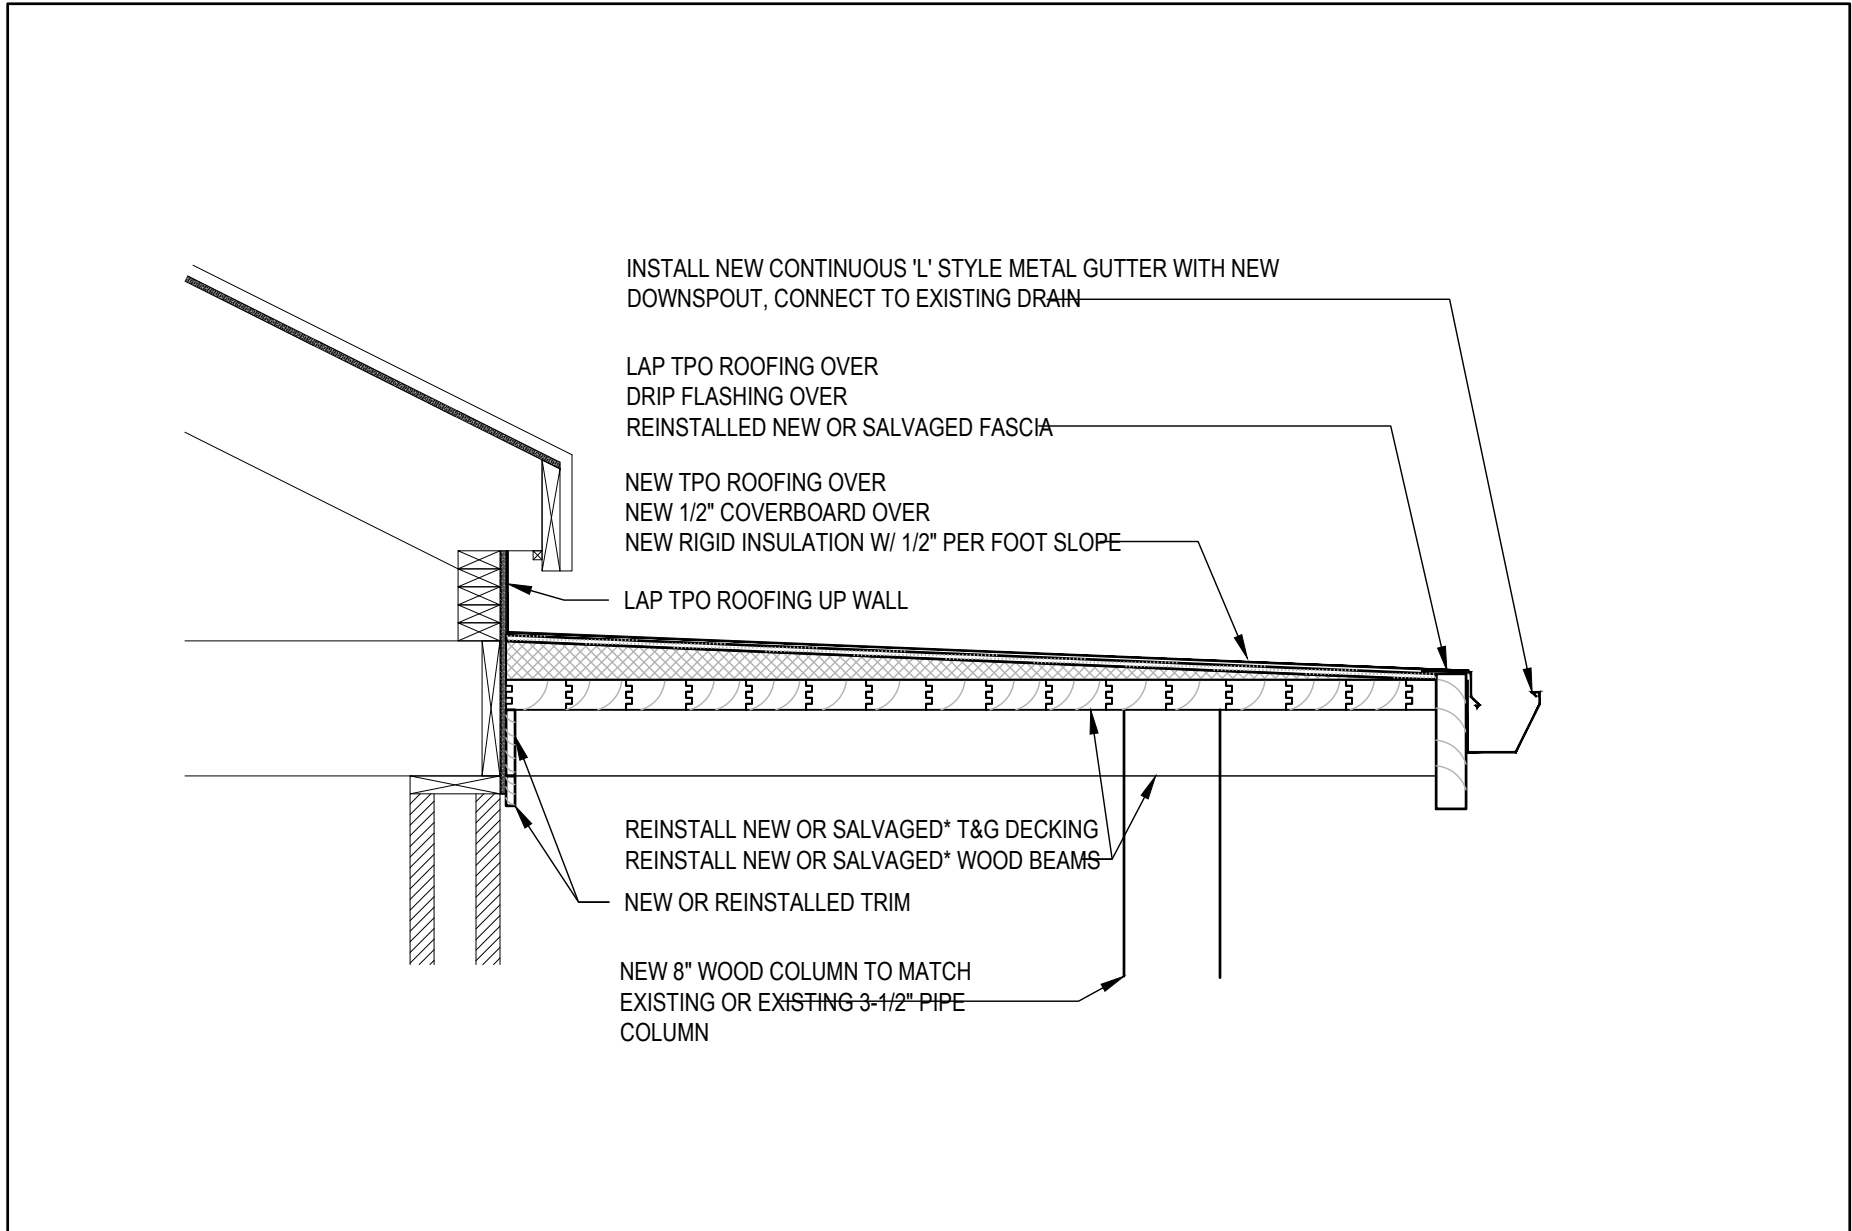 INSTALL NEW CONTINUOUS 'L' STYLE METAL GUTTER WITH NEW
DOWNSPOUT, CONNECT TO EXISTING DRAIN
LAP TPO ROOFING OVER
DRIP FLASHING OVER
REINSTALLED NEW OR SALVAGED FASCIA
NEW TPO ROOFING OVER
NEW 1/2" COVERBOARD OVER
NEW RIGID INSULATION W/ 1/2" PER FOOT SLOPE
LAP TPO ROOFING UP WALL
REINSTALL NEW OR SALVAGED* T&G DECKING
REINSTALL NEW OR SALVAGED* WOOD BEAMS
NEW OR REINSTALLED TRIM
NEW 8" WOOD COLUMN TO MATCH
EXISTING OR EXISTING 3-1/2" PIPE
COLUMN